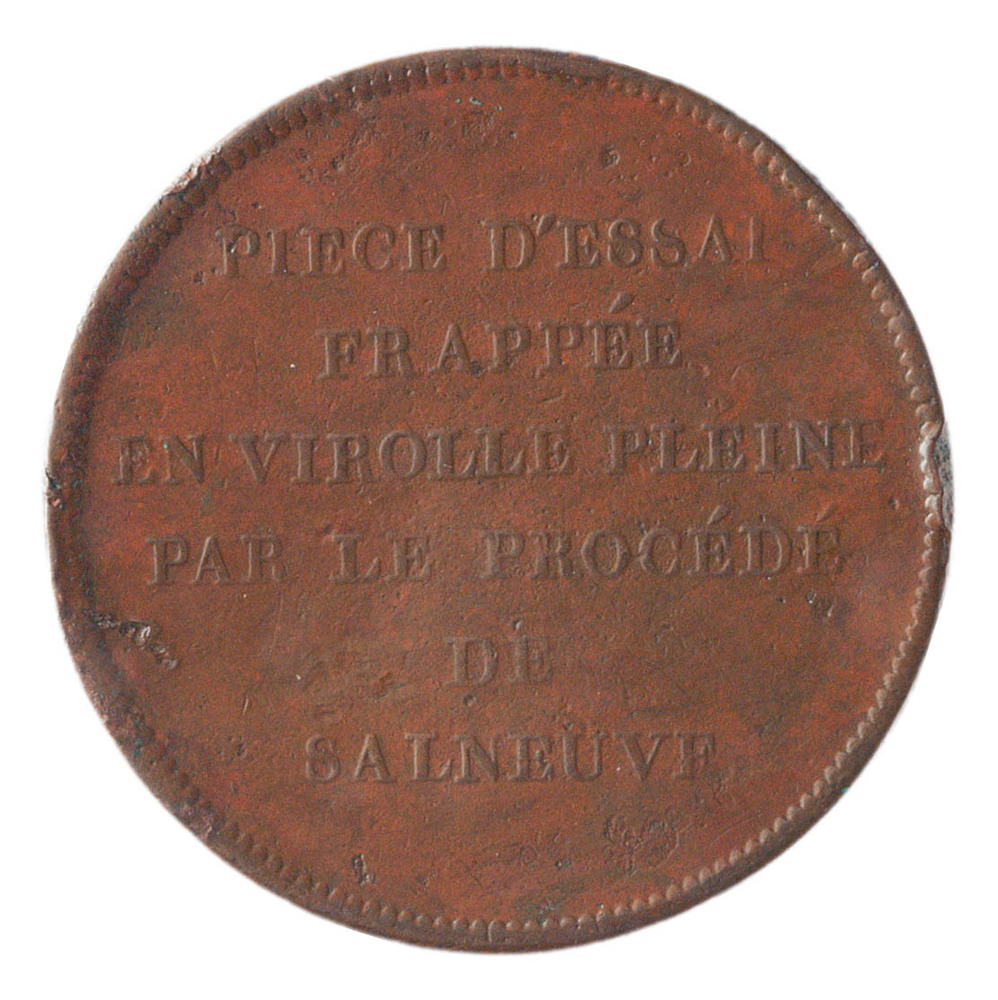 PIECE D'ESSAI
FRAPPÉE
EN VIROLLE PLEINE
PAR LE PROCÉDÉ
DE
SALNEUVE